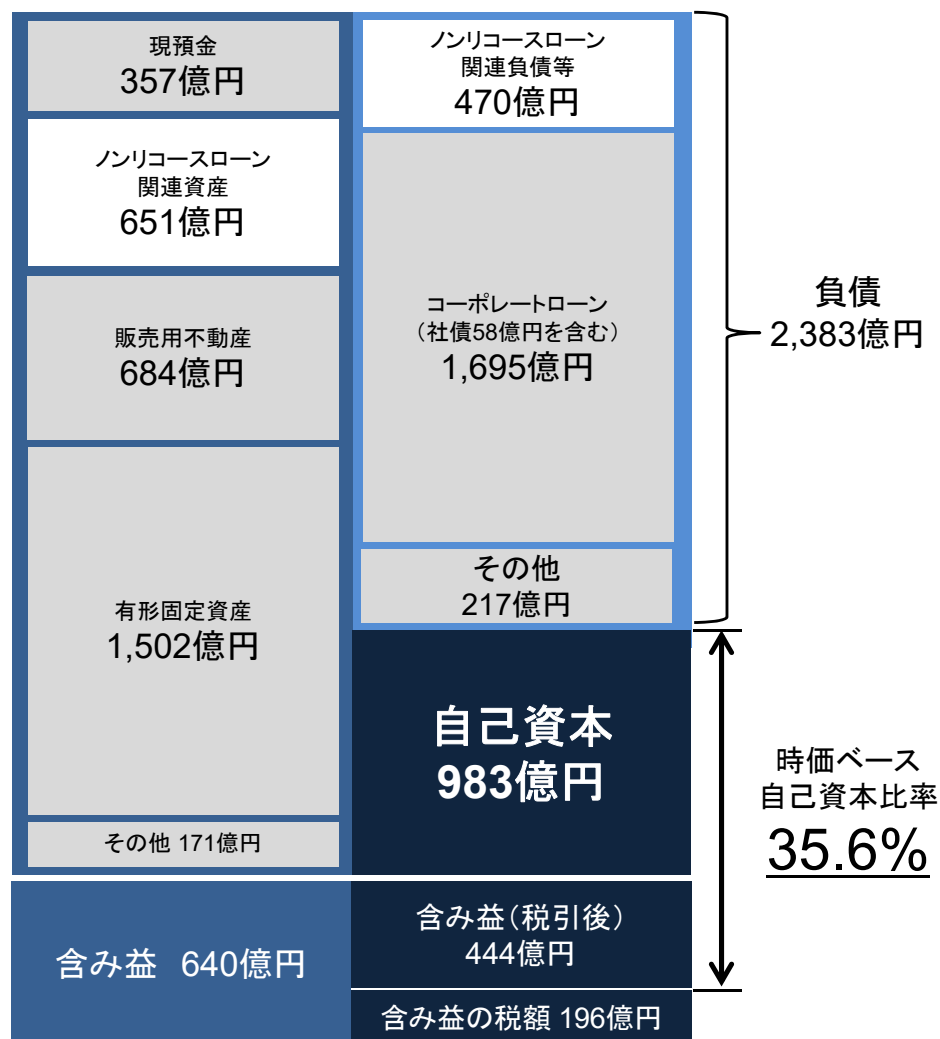 現預金
357億円
ノンリコースローン
関連資産
651億円
販売用不動産
684億円
有形固定資産
1,502億円
その他 171億円
含み益 640億円
ノンリコースローン
関連負債等
470億円
コーポレートローン
（社債58億円を含む）
1,695億円
その他
217億円
自己資本
983億円
含み益（税引後）
444億円
含み益の税額 196億円
負債
2,383億円
時価ベース
自己資本比率
35.6%